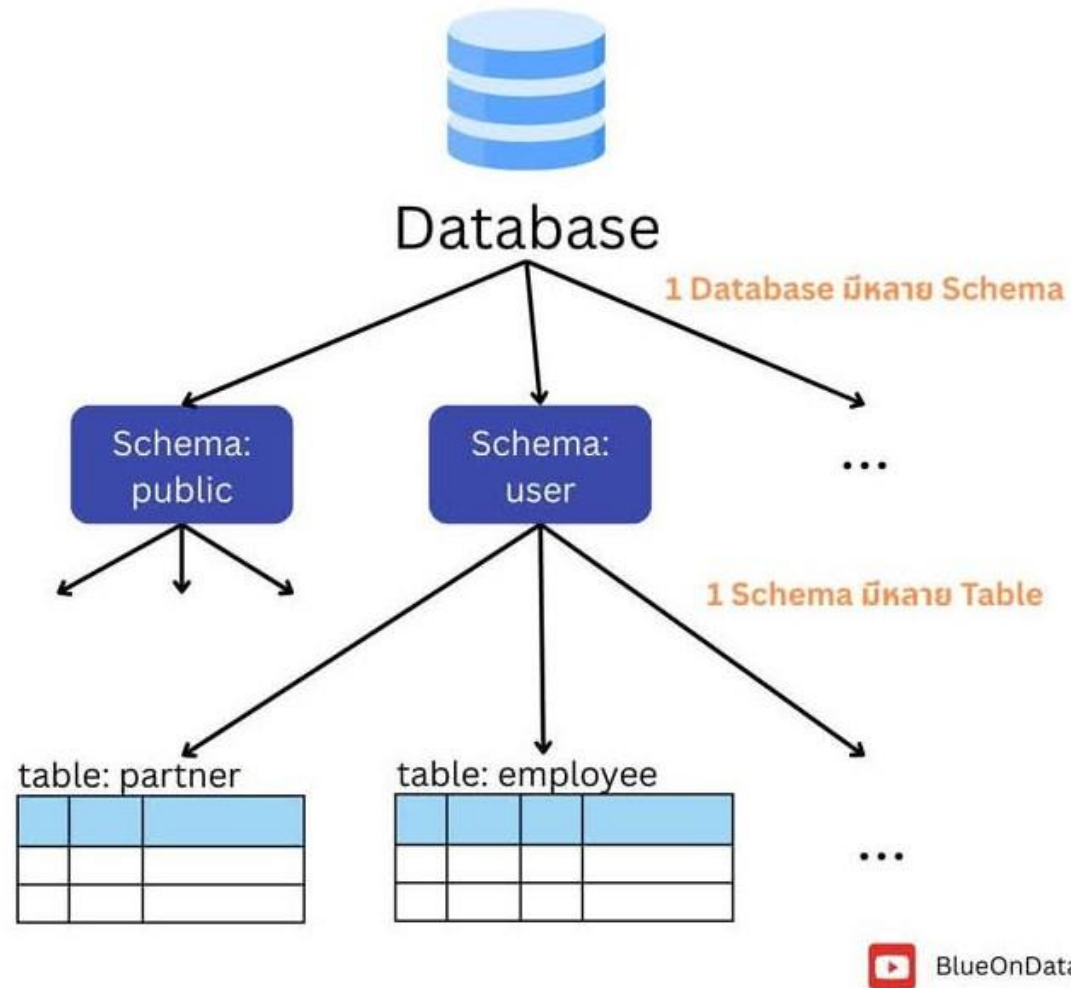 Database
1 Database มีหลาย Schema
Schema:
public
Schema:
user
...
1 Schema มีหลาย Table
table: partner
table: employee
...
BlueOnData